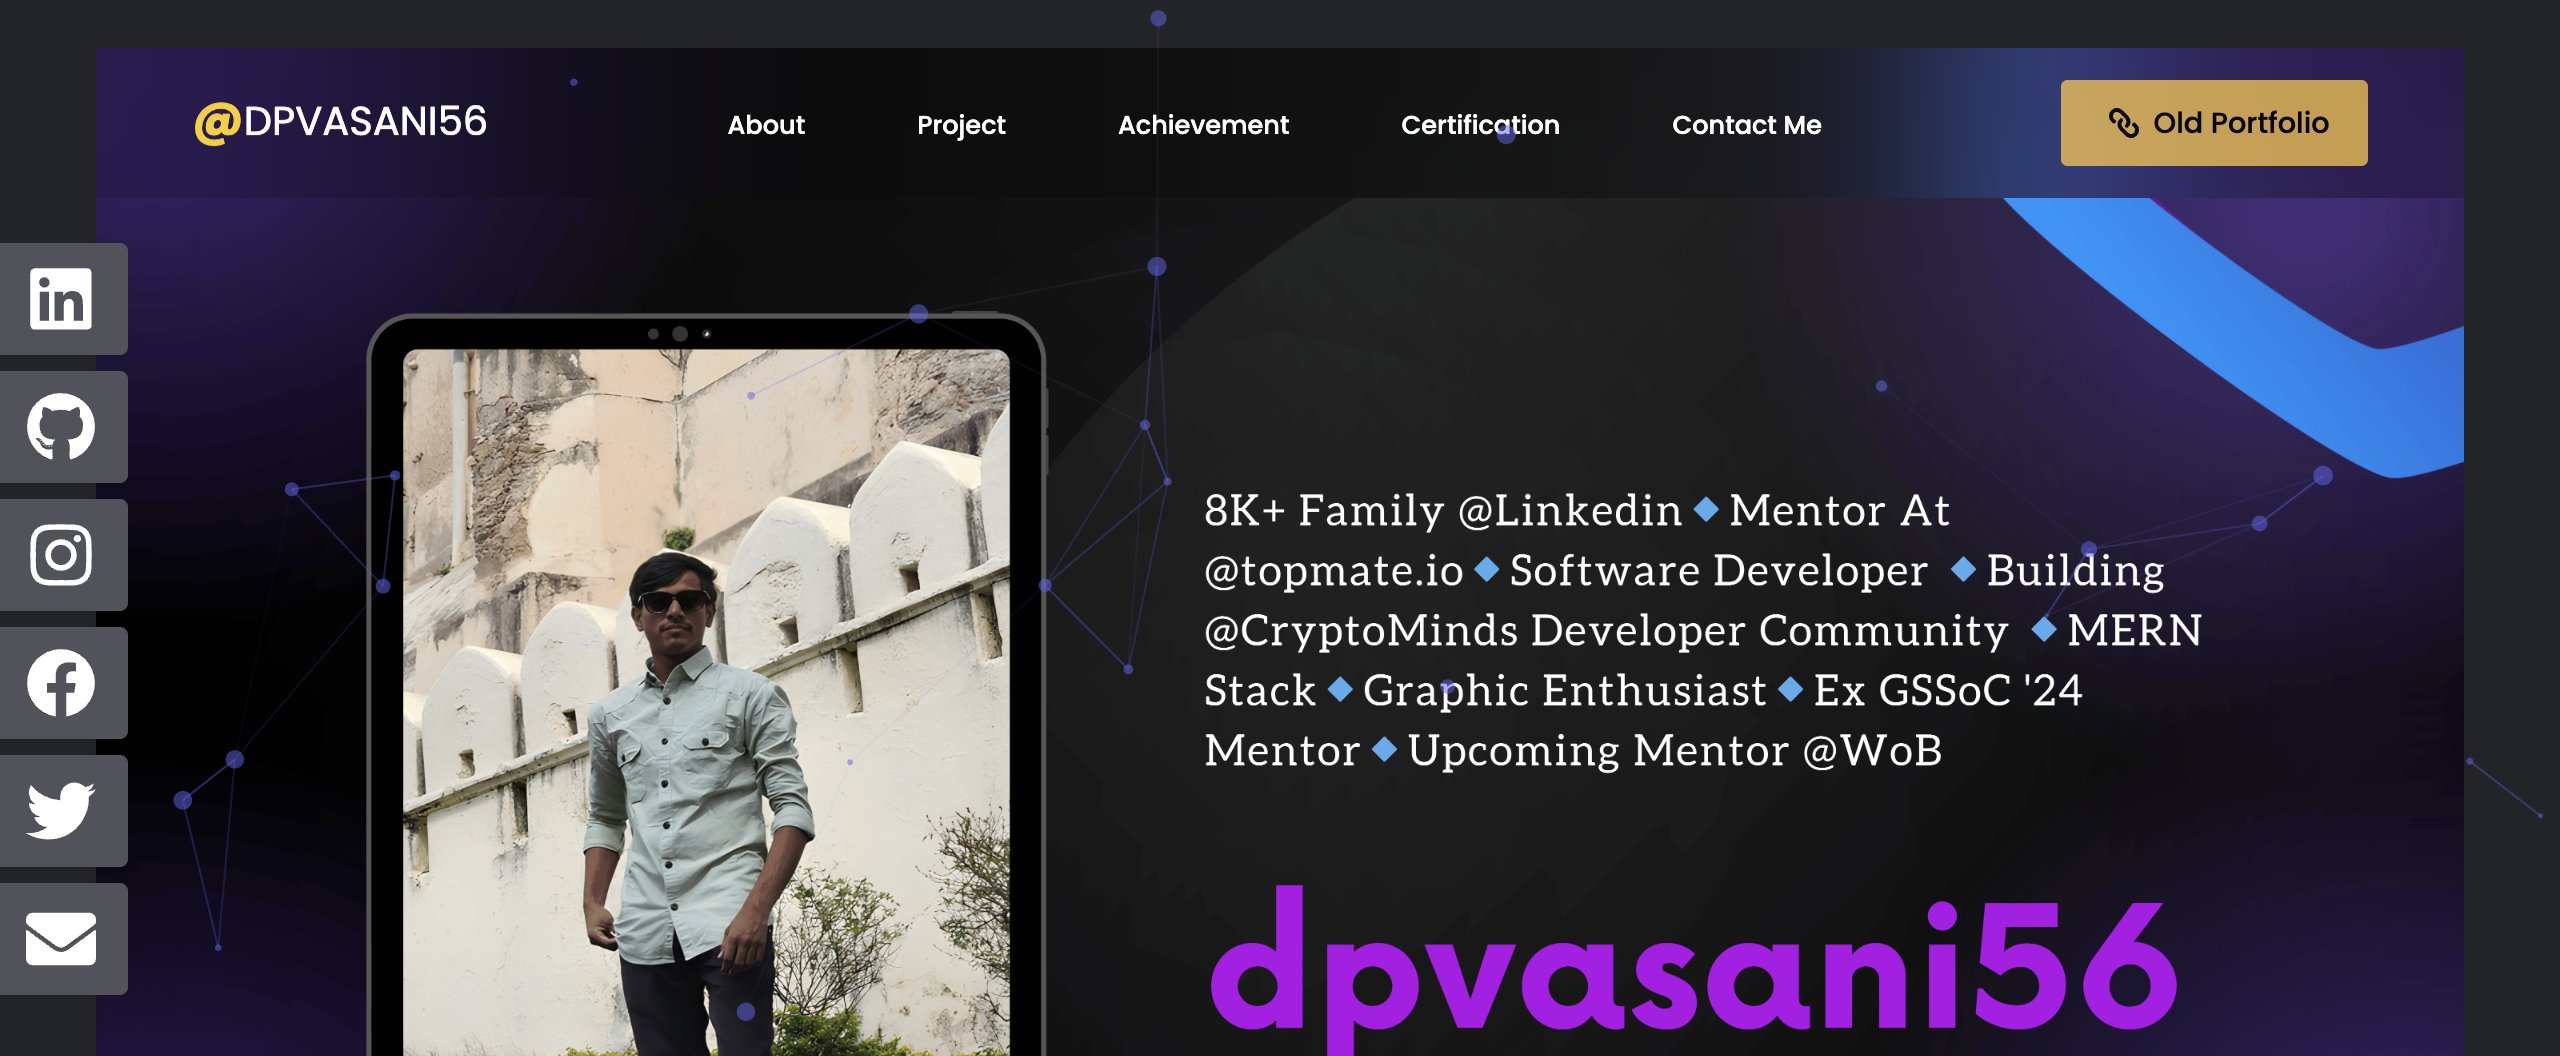 @DPVASANI56
About
Project
Achievement
Certification
Contact Me
Old Portfolio
8K+ Family @Linkedin🔹Mentor At
@topmate.io🔹Software Developer 🔹Building
@CryptoMinds Developer Community 🔹MERN
Stack🔹Graphic Enthusiast🔹Ex GSSoC '24
Mentor🔹Upcoming Mentor @WoB
dpvasani56